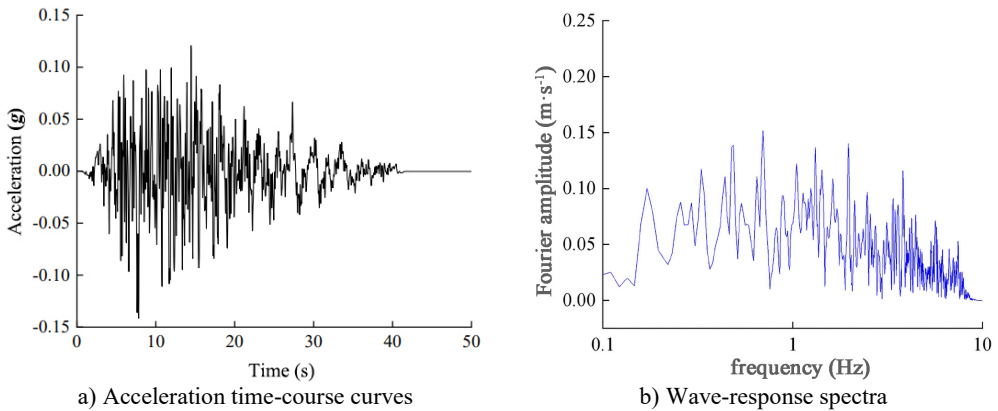 0.15
0.10
0.05
0.00
-0.05
-0.10
-0.15
Acceleration (g)
0 10 20 30 40 50
Time (s)
a) Acceleration time-course curves
0.25
0.20
0.15
0.10
0.05
0.00
Fourier amplitude (m·s⁻¹)
0.1 1 10
frequency (Hz)
b) Wave-response spectra